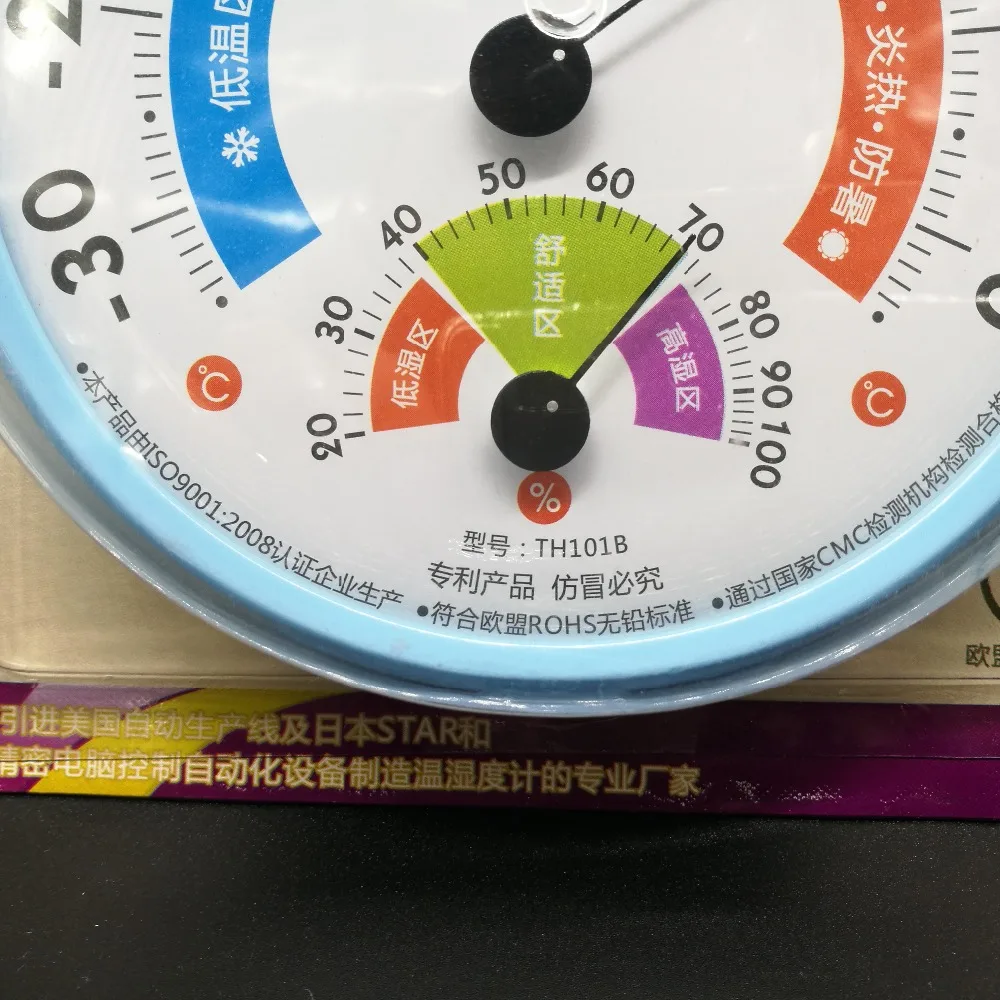 低温区
炎热·防暑
-30
20 30 40 50 60 70 80 90 100
低湿区
舒适区
高湿区
℃
℃
%
型号：TH101B
专利产品 仿冒必究
•本产品由ISO9001:2008认证企业生产
•符合欧盟ROHS无铅标准
•通过国家CMC检测机构检测合格
欧盟
引进美国自动生产线及日本STAR和
精密电脑控制自动化设备制造温湿度计的专业厂家